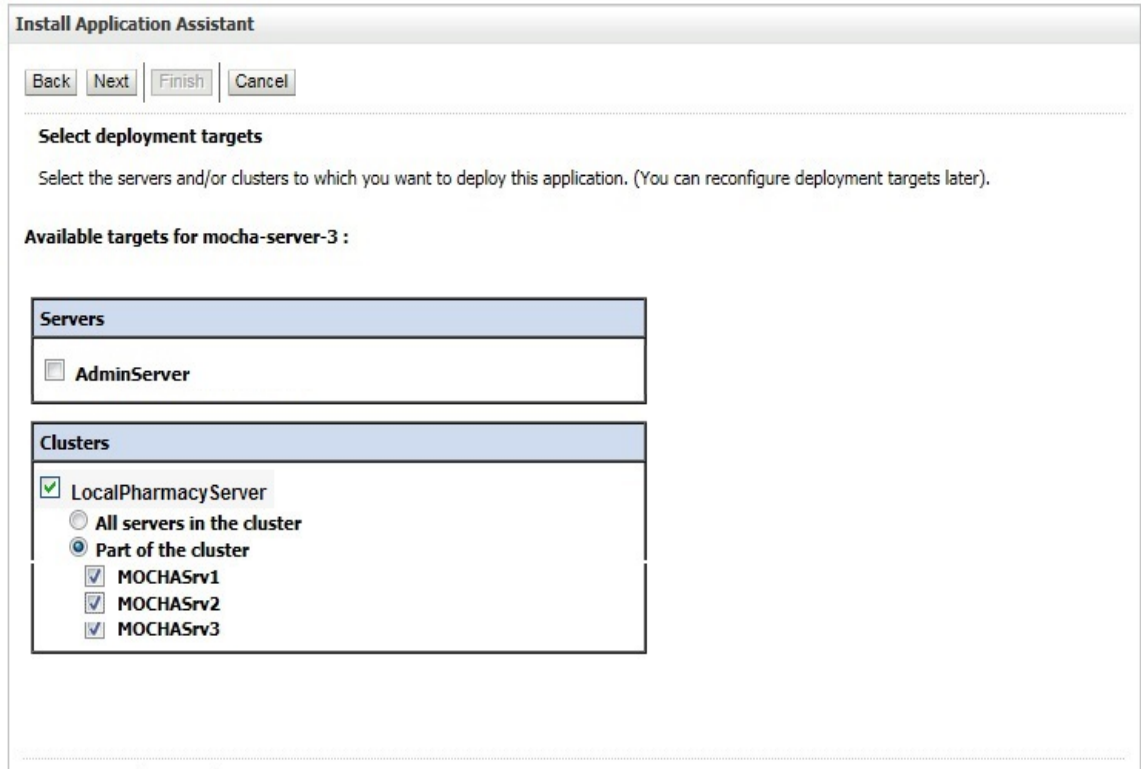 Install Application Assistant
Back Next Finish Cancel
Select deployment targets
Select the servers and/or clusters to which you want to deploy this application. (You can reconfigure deployment targets later).
Available targets for mocha-server-3 :
Servers
AdminServer
Clusters
LocalPharmacyServer
All servers in the cluster
Part of the cluster
MOCHASrv1
MOCHASrv2
MOCHASrv3